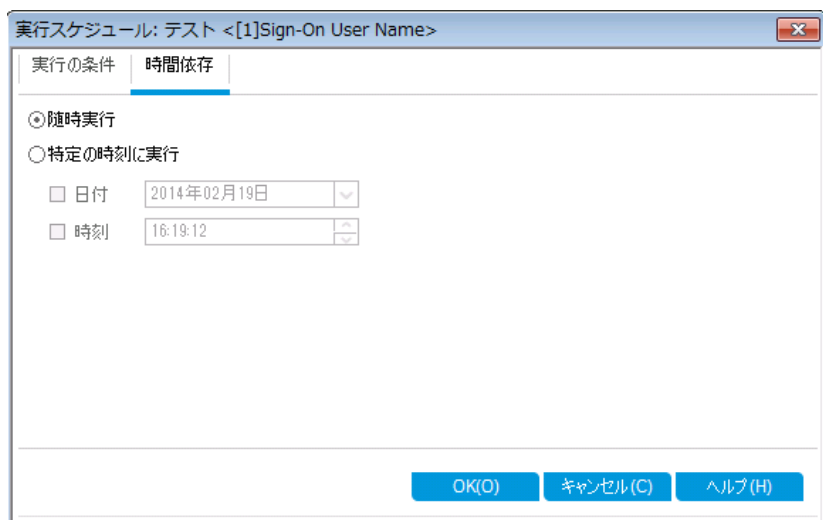 実行スケジュール: テスト <[1]Sign-On User Name>
実行の条件 時間依存
随時実行
特定の時刻に実行
日付 2014年02月19日
時刻 16:19:12
OK(O) キャンセル(C) ヘルプ(H)